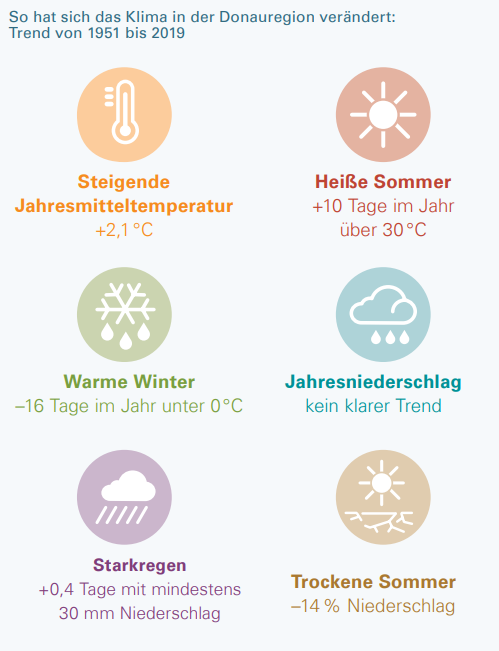 So hat sich das Klima in der Donauregion verändert:
Trend von 1951 bis 2019
Steigende
Jahresmitteltemperatur
+2,1 °C
Heiße Sommer
+10 Tage im Jahr
über 30 °C
Warme Winter
–16 Tage im Jahr unter 0 °C
Jahresniederschlag
kein klarer Trend
Starkregen
+0,4 Tage mit mindestens
30 mm Niederschlag
Trockene Sommer
–14 % Niederschlag